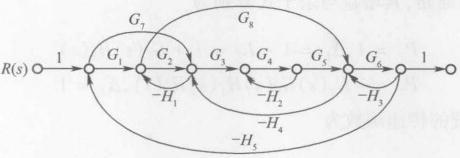 G₇
G₈
R(s) 1 G₁ G₂ G₃ G₄ G₅ G₆ 1
−H₁ −H₂ −H₃
−H₄
−H₅